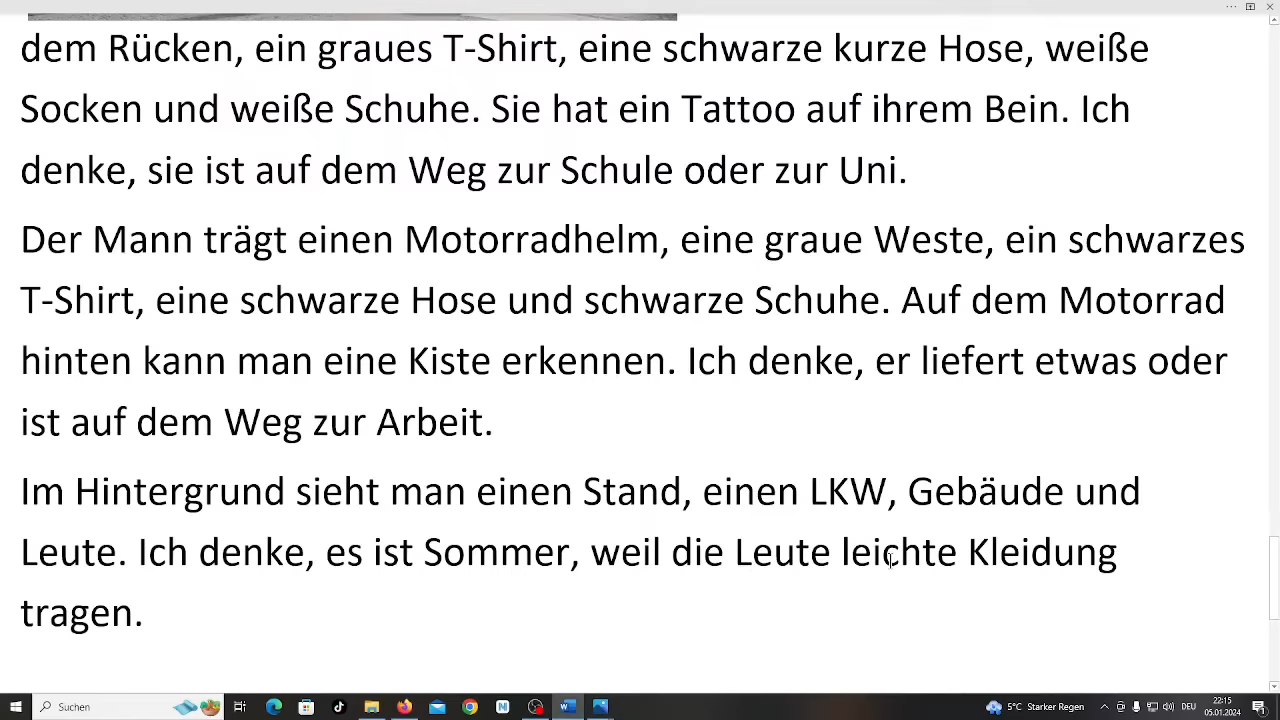 dem Rücken, ein graues T-Shirt, eine schwarze kurze Hose, weiße
Socken und weiße Schuhe. Sie hat ein Tattoo auf ihrem Bein. Ich
denke, sie ist auf dem Weg zur Schule oder zur Uni.
Der Mann trägt einen Motorradhelm, eine graue Weste, ein schwarzes
T-Shirt, eine schwarze Hose und schwarze Schuhe. Auf dem Motorrad
hinten kann man eine Kiste erkennen. Ich denke, er liefert etwas oder
ist auf dem Weg zur Arbeit.
Im Hintergrund sieht man einen Stand, einen LKW, Gebäude und
Leute. Ich denke, es ist Sommer, weil die Leute leichte Kleidung
tragen.
Suchen
5°C Starker Regen
DEU
22:15
05.01.2024